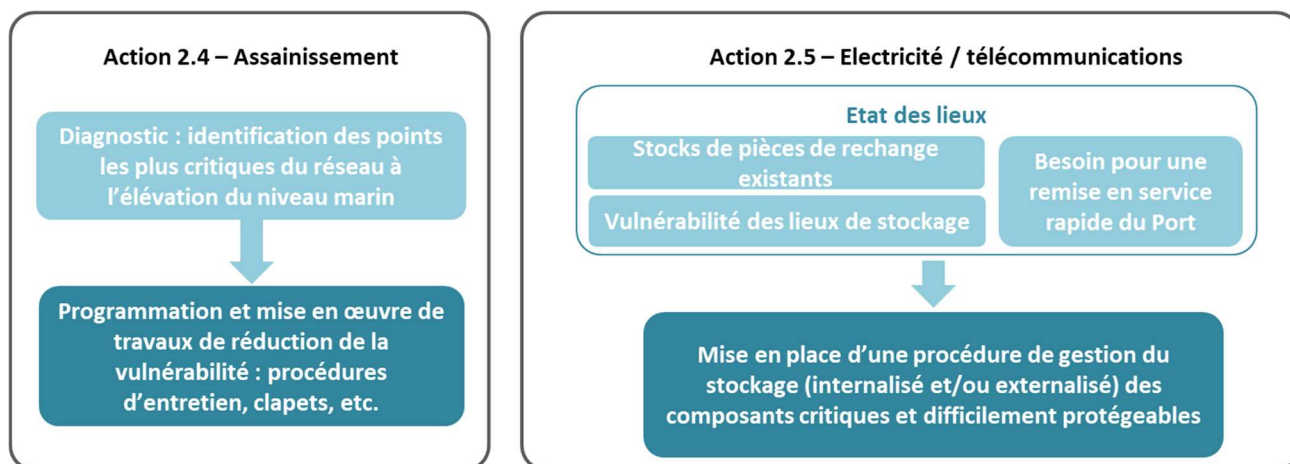 Action 2.4 – Assainissement
Diagnostic : identification des points
les plus critiques du réseau à
l’élévation du niveau marin
Programmation et mise en œuvre de
travaux de réduction de la
vulnérabilité : procédures
d’entretien, clapets, etc.
Action 2.5 – Electricité / télécommunications
Etat des lieux
Stocks de pièces de rechange
existants
Vulnérabilité des lieux de stockage
Besoin pour une
remise en service
rapide du Port
Mise en place d’une procédure de gestion du
stockage (internalisé et/ou externalisé) des
composants critiques et difficilement protégeables